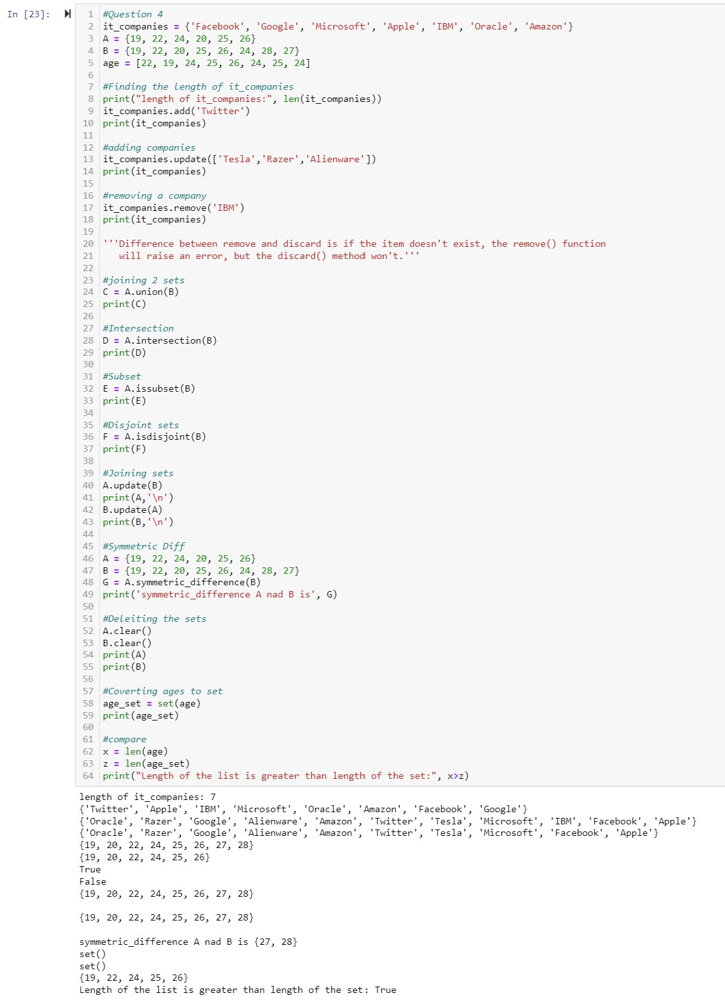 In [23]:
1 #Question 4
2 it_companies = {'Facebook', 'Google', 'Microsoft', 'Apple', 'IBM', 'Oracle', 'Amazon'}
3 A = {19, 22, 24, 20, 25, 26}
4 B = {19, 22, 20, 25, 26, 24, 28, 27}
5 age = [22, 19, 24, 25, 26, 24, 25, 24]
6
7 #Finding the length of it_companies
8 print("length of it_companies:", len(it_companies))
9 it_companies.add('Twitter')
10 print(it_companies)
11
12 #adding companies
13 it_companies.update(['Tesla','Razer','Alienware'])
14 print(it_companies)
15
16 #removing a company
17 it_companies.remove('IBM')
18 print(it_companies)
19
20 '''Difference between remove and discard is if the item doesn't exist, the remove() function
21    will raise an error, but the discard() method won't.'''
22
23 #joining 2 sets
24 C = A.union(B)
25 print(C)
26
27 #Intersection
28 D = A.intersection(B)
29 print(D)
30
31 #Subset
32 E = A.issubset(B)
33 print(E)
34
35 #Disjoint sets
36 F = A.isdisjoint(B)
37 print(F)
38
39 #Joining sets
40 A.update(B)
41 print(A,'\n')
42 B.update(A)
43 print(B,'\n')
44
45 #Symmetric Diff
46 A = {19, 22, 24, 20, 25, 26}
47 B = {19, 22, 20, 25, 26, 24, 28, 27}
48 G = A.symmetric_difference(B)
49 print('symmetric_difference A nad B is', G)
50
51 #Deleiting the sets
52 A.clear()
53 B.clear()
54 print(A)
55 print(B)
56
57 #Coverting ages to set
58 age_set = set(age)
59 print(age_set)
60
61 #compare
62 x = len(age)
63 z = len(age_set)
64 print("Length of the list is greater than length of the set:", x>z)
length of it_companies: 7
{'Twitter', 'Apple', 'IBM', 'Microsoft', 'Oracle', 'Amazon', 'Facebook', 'Google'}
{'Oracle', 'Razer', 'Google', 'Alienware', 'Amazon', 'Twitter', 'Tesla', 'Microsoft', 'IBM', 'Facebook', 'Apple'}
{'Oracle', 'Razer', 'Google', 'Alienware', 'Amazon', 'Twitter', 'Tesla', 'Microsoft', 'Facebook', 'Apple'}
{19, 20, 22, 24, 25, 26, 27, 28}
{19, 20, 22, 24, 25, 26}
True
False
{19, 20, 22, 24, 25, 26, 27, 28}
{19, 20, 22, 24, 25, 26, 27, 28}
symmetric_difference A nad B is {27, 28}
set()
set()
{19, 22, 24, 25, 26}
Length of the list is greater than length of the set: True